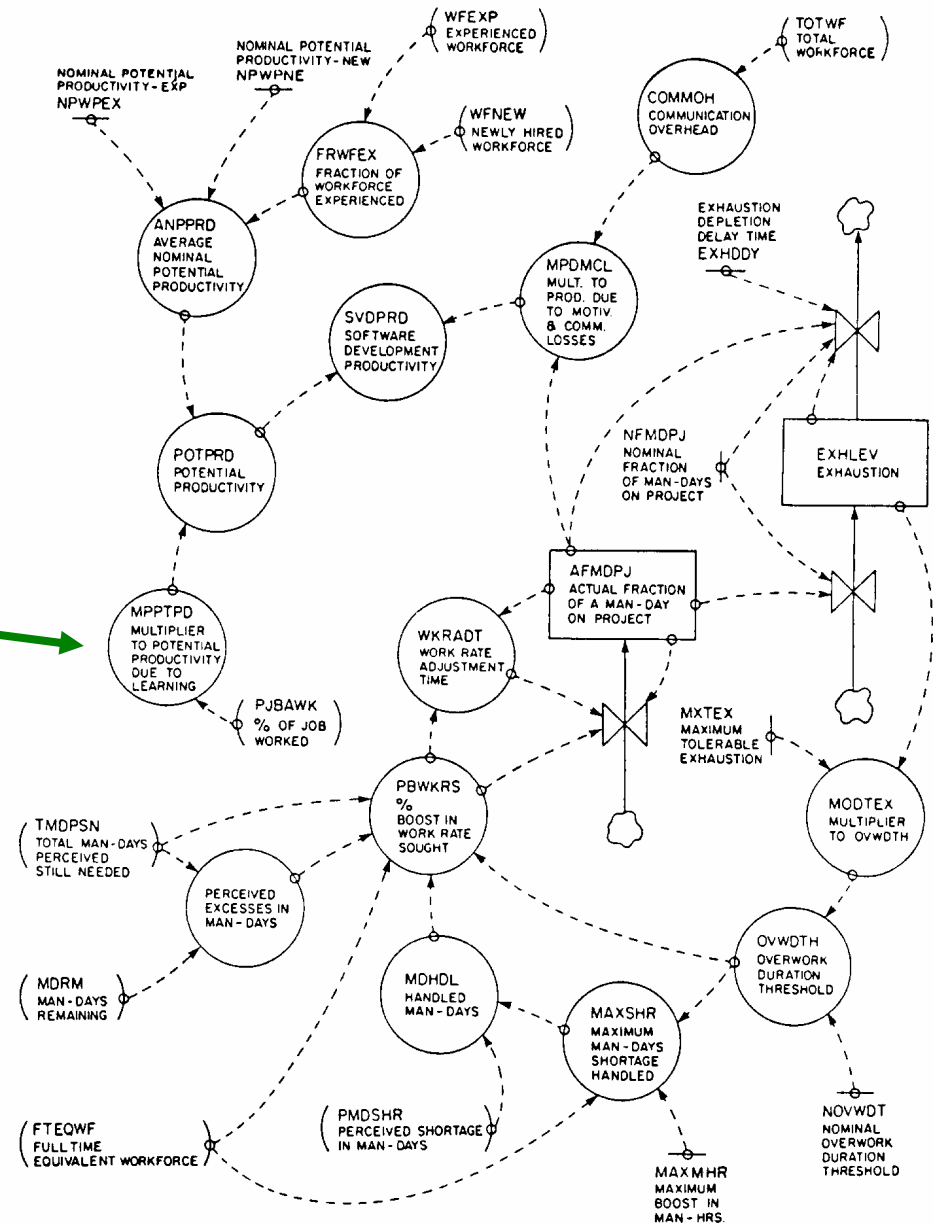 WFEXP
EXPERIENCED
WORKFORCE
TOTWF
TOTAL
WORKFORCE
NOMINAL POTENTIAL
PRODUCTIVITY-NEW
NPWPNE
NOMINAL POTENTIAL
PRODUCTIVITY-EXP
NPWPEX
COMMOH
COMMUNICATION
OVERHEAD
WFNEW
NEWLY HIRED
WORKFORCE
FRWFEX
FRACTION OF
WORKFORCE
EXPERIENCED
EXHAUSTION
DEPLETION
DELAY TIME
EXHDDY
ANPPRD
AVERAGE
NOMINAL
POTENTIAL
PRODUCTIVITY
MPDMCL
MULT. TO
PROD. DUE
TO MOTIV.
& COMM.
LOSSES
SVDPRD
SOFTWARE
DEVELOPMENT
PRODUCTIVITY
NFMDPJ
NOMINAL
FRACTION
OF MAN-DAYS
ON PROJECT
EXHLEV
EXHAUSTION
POTPRD
POTENTIAL
PRODUCTIVITY
AFMDPJ
ACTUAL FRACTION
OF A MAN-DAY
ON PROJECT
MPPTPD
MULTIPLIER
TO POTENTIAL
PRODUCTIVITY
DUE TO
LEARNING
WKRADT
WORK RATE
ADJUSTMENT
TIME
PJBAWK
% OF JOB
WORKED
MXTEX
MAXIMUM
TOLERABLE
EXHAUSTION
PBWKRS
%
BOOST IN
WORK RATE
SOUGHT
MODTEX
MULTIPLIER
TO OVWDTH
TMDPSN
TOTAL MAN-DAYS
PERCEIVED
STILL NEEDED
PERCEIVED
EXCESSES IN
MAN-DAYS
OVWDTH
OVERWORK
DURATION
THRESHOLD
MDRM
MAN-DAYS
REMAINING
MDHDL
HANDLED
MAN-DAYS
MAXSHR
MAXIMUM
MAN-DAYS
SHORTAGE
HANDLED
FTEQWF
FULL TIME
EQUIVALENT WORKFORCE
PMDSHR
PERCEIVED SHORTAGE
IN MAN-DAYS
NOVWDT
NOMINAL
OVERWORK
DURATION
THRESHOLD
MAXMHR
MAXIMUM
BOOST IN
MAN-HRS.